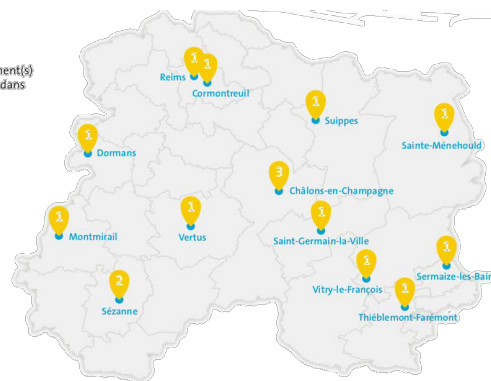 ment(s)
dans
1
1
Reims
Cormontreuil
1
Suippes
1
Sainte-Ménehould
1
Dormans
3
Châlons-en-Champagne
1
Montmirail
1
Vertus
1
Saint-Germain-la-Ville
1
Sermaize-les-Bain
1
Vitry-le-François
2
Sézanne
1
Thiéblemont-Farémont